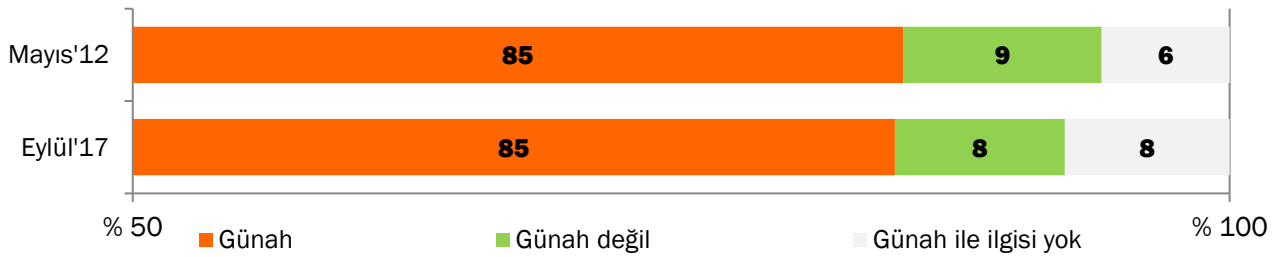 Mayıs'12 85 9 6
Eylül'17 85 8 8
% 50 % 100
Günah Günah değil Günah ile ilgisi yok